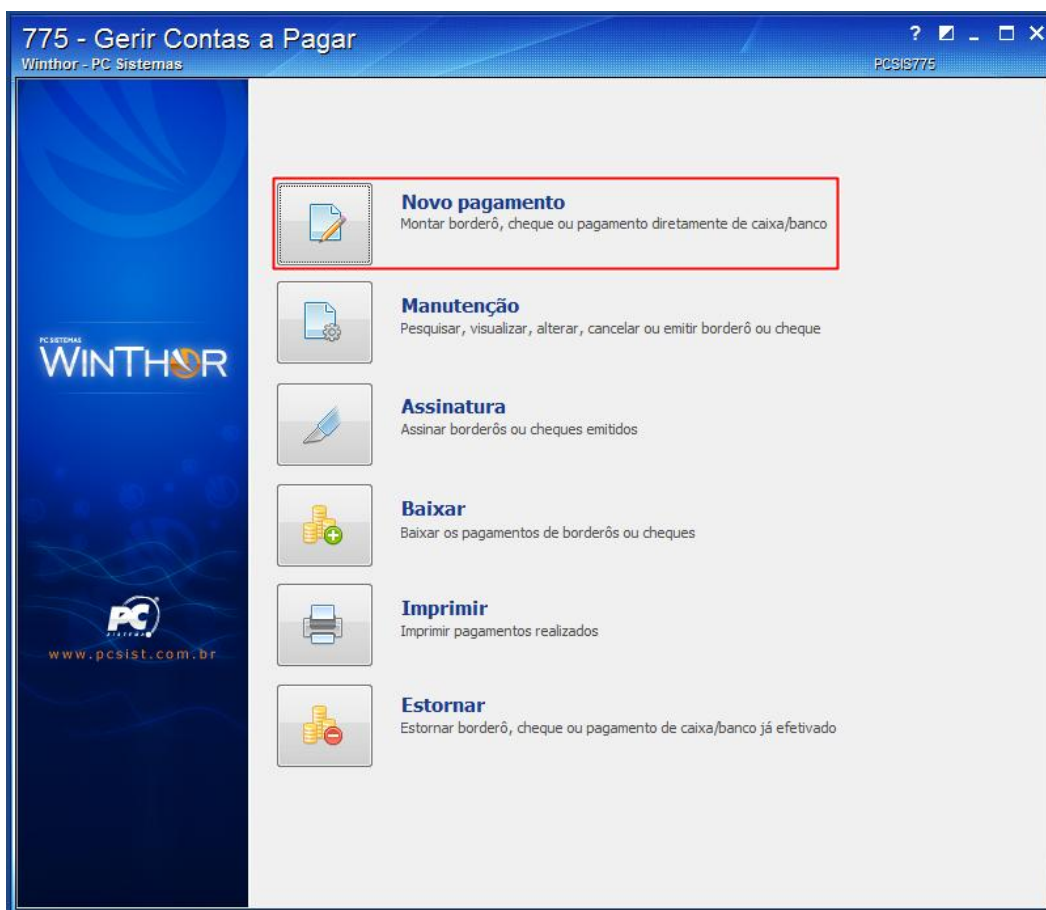 775 - Gerir Contas a Pagar
Winthor - PC Sistemas
PCSIS775
Novo pagamento
Montar borderô, cheque ou pagamento diretamente de caixa/banco
Manutenção
Pesquisar, visualizar, alterar, cancelar ou emitir borderô ou cheque
PC SISTEMAS
WINTHOR
Assinatura
Assinar borderôs ou cheques emitidos
Baixar
Baixar os pagamentos de borderôs ou cheques
Imprimir
Imprimir pagamentos realizados
PC
SISTEMAS
www.pcsist.com.br
Estornar
Estornar borderô, cheque ou pagamento de caixa/banco já efetivado